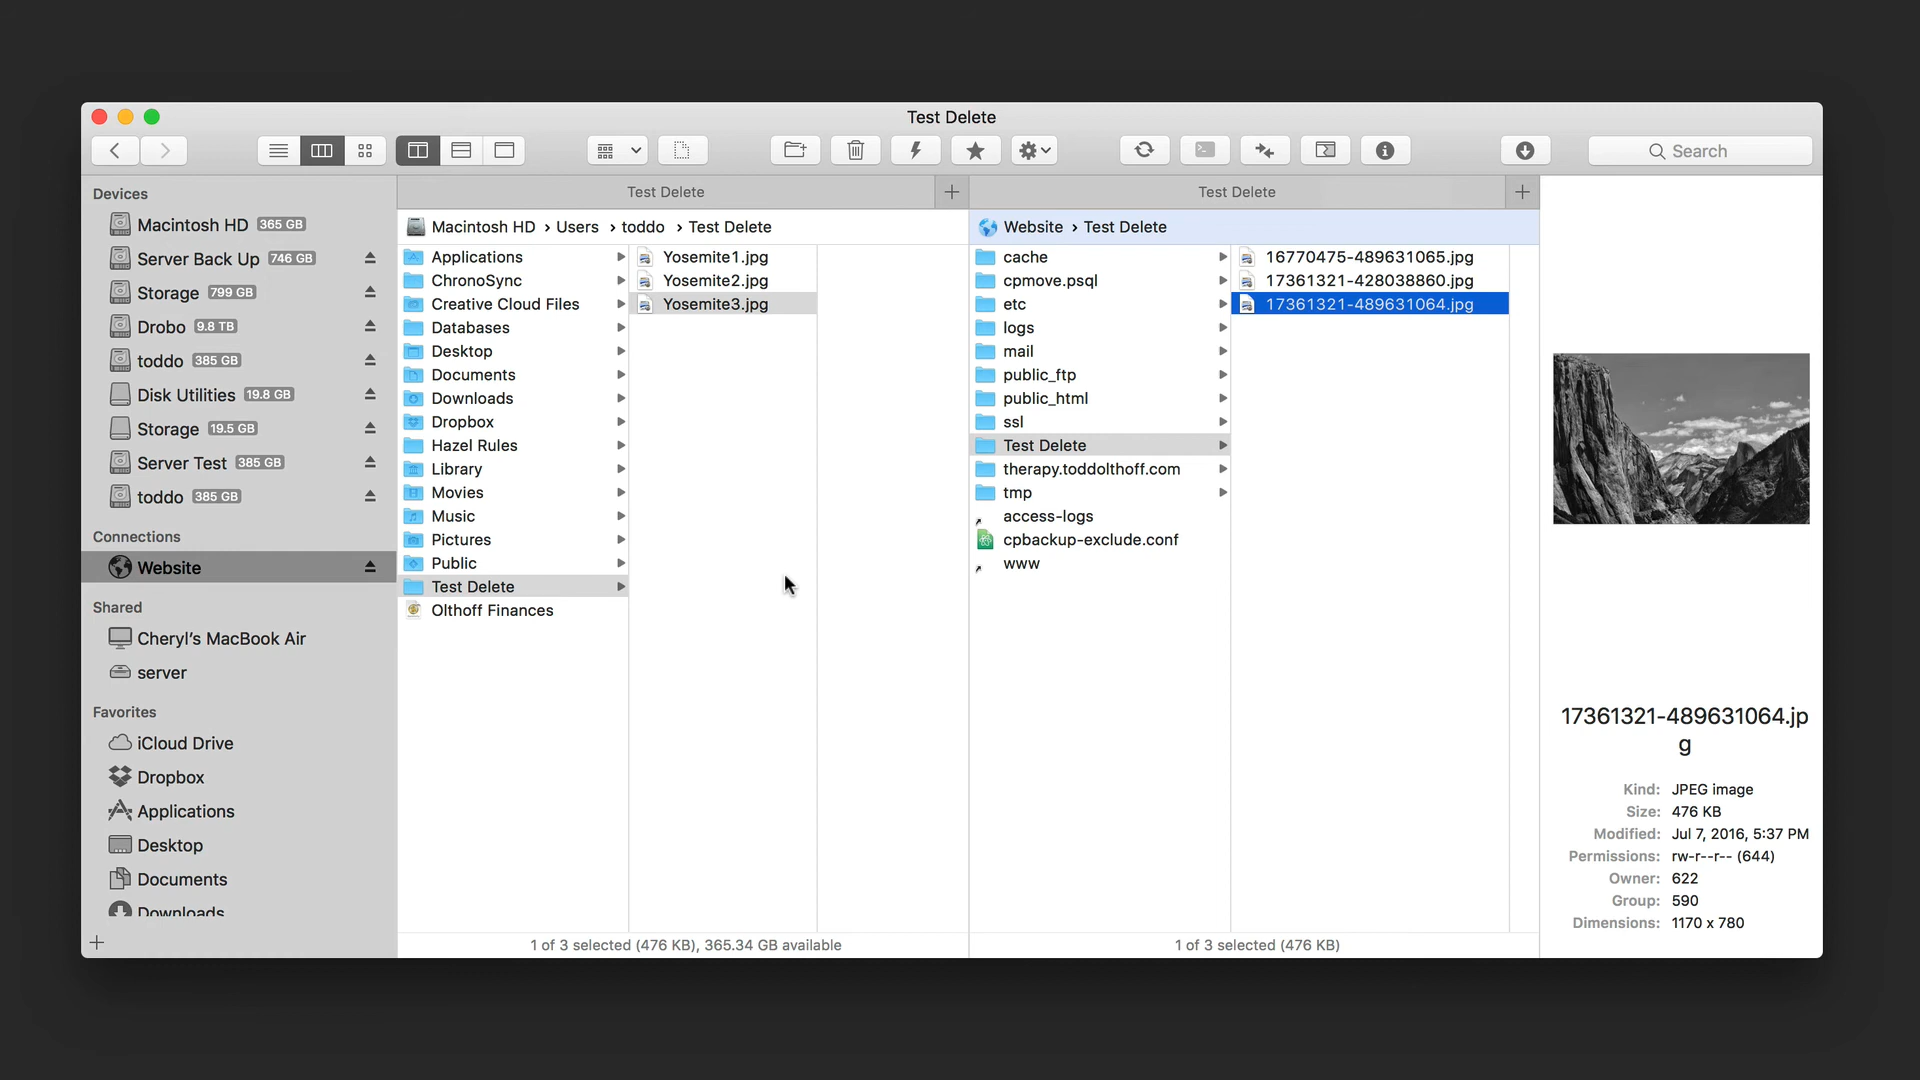 Test Delete
Search
Devices
Macintosh HD 365 GB
Server Back Up 746 GB
Storage 799 GB
Drobo 9.8 TB
toddo 385 GB
Disk Utilities 19.8 GB
Storage 19.5 GB
Server Test 385 GB
toddo 385 GB
Connections
Website
Shared
Cheryl's MacBook Air
server
Favorites
iCloud Drive
Dropbox
Applications
Desktop
Documents
Downloads
Test Delete
Macintosh HD › Users › toddo › Test Delete
Applications
ChronoSync
Creative Cloud Files
Databases
Desktop
Documents
Downloads
Dropbox
Hazel Rules
Library
Movies
Music
Pictures
Public
Test Delete
Olthoff Finances
Yosemite1.jpg
Yosemite2.jpg
Yosemite3.jpg
1 of 3 selected (476 KB), 365.34 GB available
Test Delete
Website › Test Delete
cache
cpmove.psql
etc
logs
mail
public_ftp
public_html
ssl
Test Delete
therapy.toddolthoff.com
tmp
access-logs
cpbackup-exclude.conf
www
16770475-489631065.jpg
17361321-428038860.jpg
17361321-489631064.jpg
1 of 3 selected (476 KB)
17361321-489631064.jp
g
Kind: JPEG image
Size: 476 KB
Modified: Jul 7, 2016, 5:37 PM
Permissions: rw-r--r-- (644)
Owner: 622
Group: 590
Dimensions: 1170 x 780